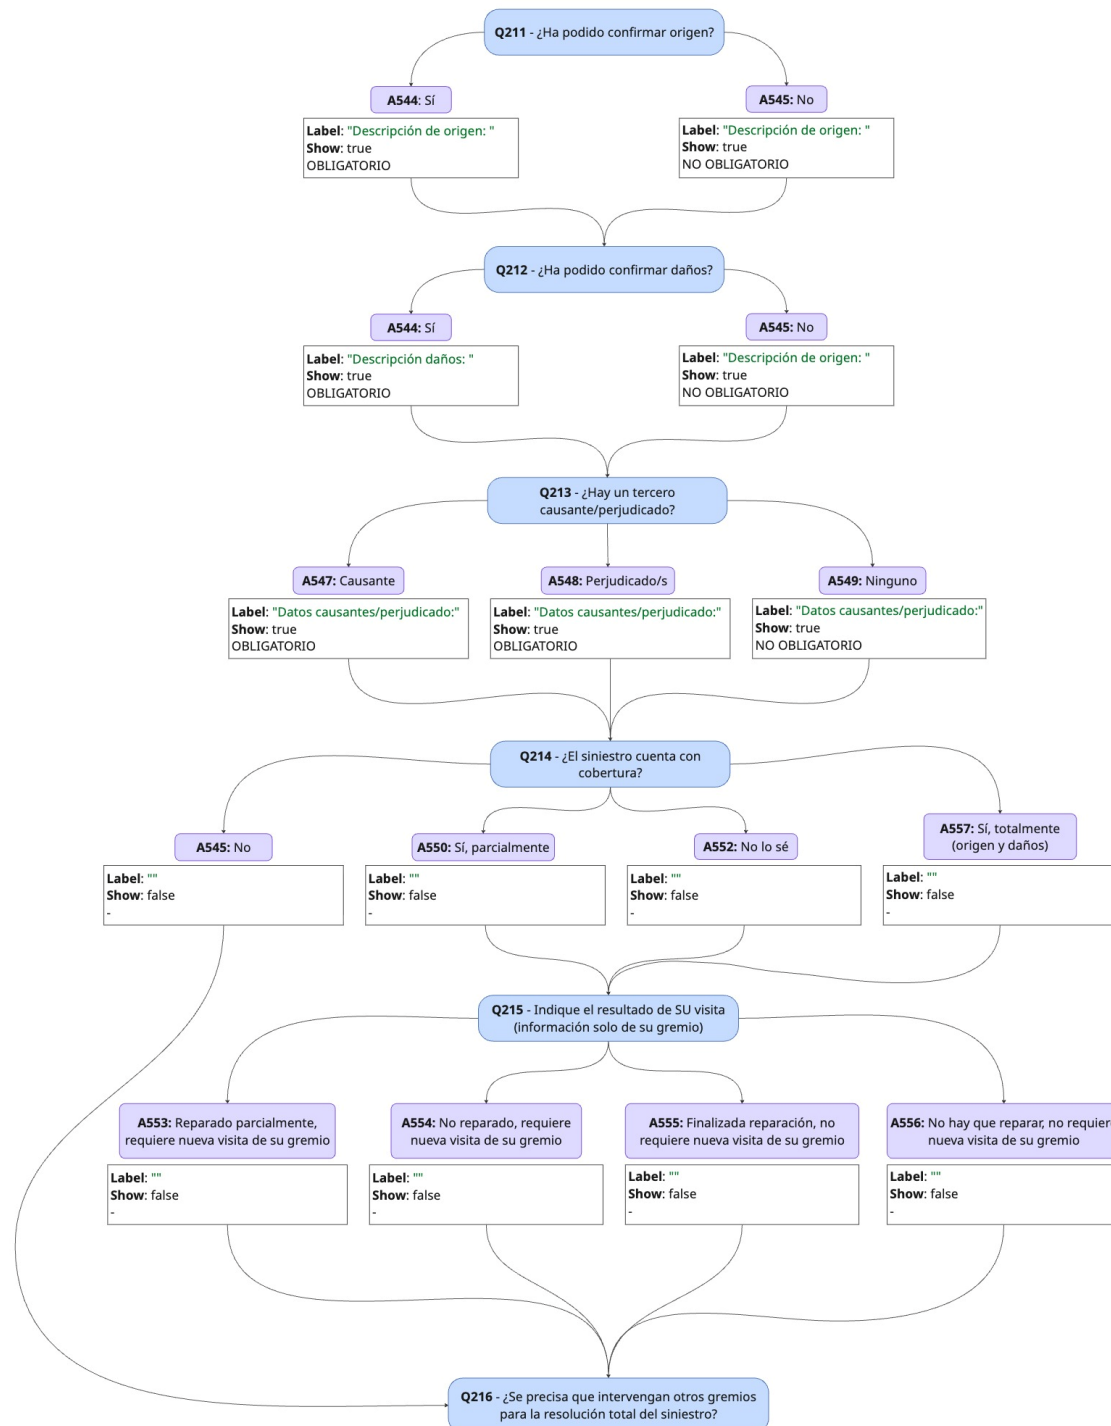 Q211 - ¿Ha podido confirmar origen?
A544: Sí
A545: No
Label: "Descripción de origen: "
Show: true
OBLIGATORIO
Label: "Descripción de origen: "
Show: true
NO OBLIGATORIO
Q212 - ¿Ha podido confirmar daños?
A544: Sí
A545: No
Label: "Descripción daños: "
Show: true
OBLIGATORIO
Label: "Descripción de origen: "
Show: true
NO OBLIGATORIO
Q213 - ¿Hay un tercero
causante/perjudicado?
A547: Causante
A548: Perjudicado/s
A549: Ninguno
Label: "Datos causantes/perjudicado:"
Show: true
OBLIGATORIO
Label: "Datos causantes/perjudicado:"
Show: true
OBLIGATORIO
Label: "Datos causantes/perjudicado:"
Show: true
NO OBLIGATORIO
Q214 - ¿El siniestro cuenta con
cobertura?
A545: No
A550: Sí, parcialmente
A552: No lo sé
A557: Sí, totalmente
(origen y daños)
Label: ""
Show: false
-
Label: ""
Show: false
-
Label: ""
Show: false
-
Label: ""
Show: false
-
Q215 - Indique el resultado de SU visita
(información solo de su gremio)
A553: Reparado parcialmente,
requiere nueva visita de su gremio
A554: No reparado, requiere
nueva visita de su gremio
A555: Finalizada reparación, no
requiere nueva visita de su gremio
A556: No hay que reparar, no requiere
nueva visita de su gremio
Label: ""
Show: false
-
Label: ""
Show: false
-
Label: ""
Show: false
-
Label: ""
Show: false
-
Q216 - ¿Se precisa que intervengan otros gremios
para la resolución total del siniestro?